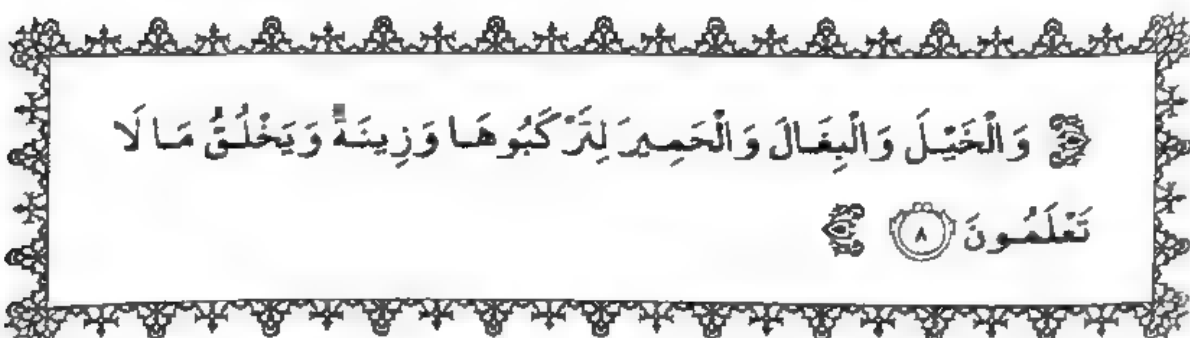 ﴿ وَالْخَيْلَ وَالْبِغَالَ وَالْحَمِيرَ لِتَرْكَبُوهَا وَزِينَةً وَيَخْلُقُ مَا لَا
تَعْلَمُونَ ٨ ﴾